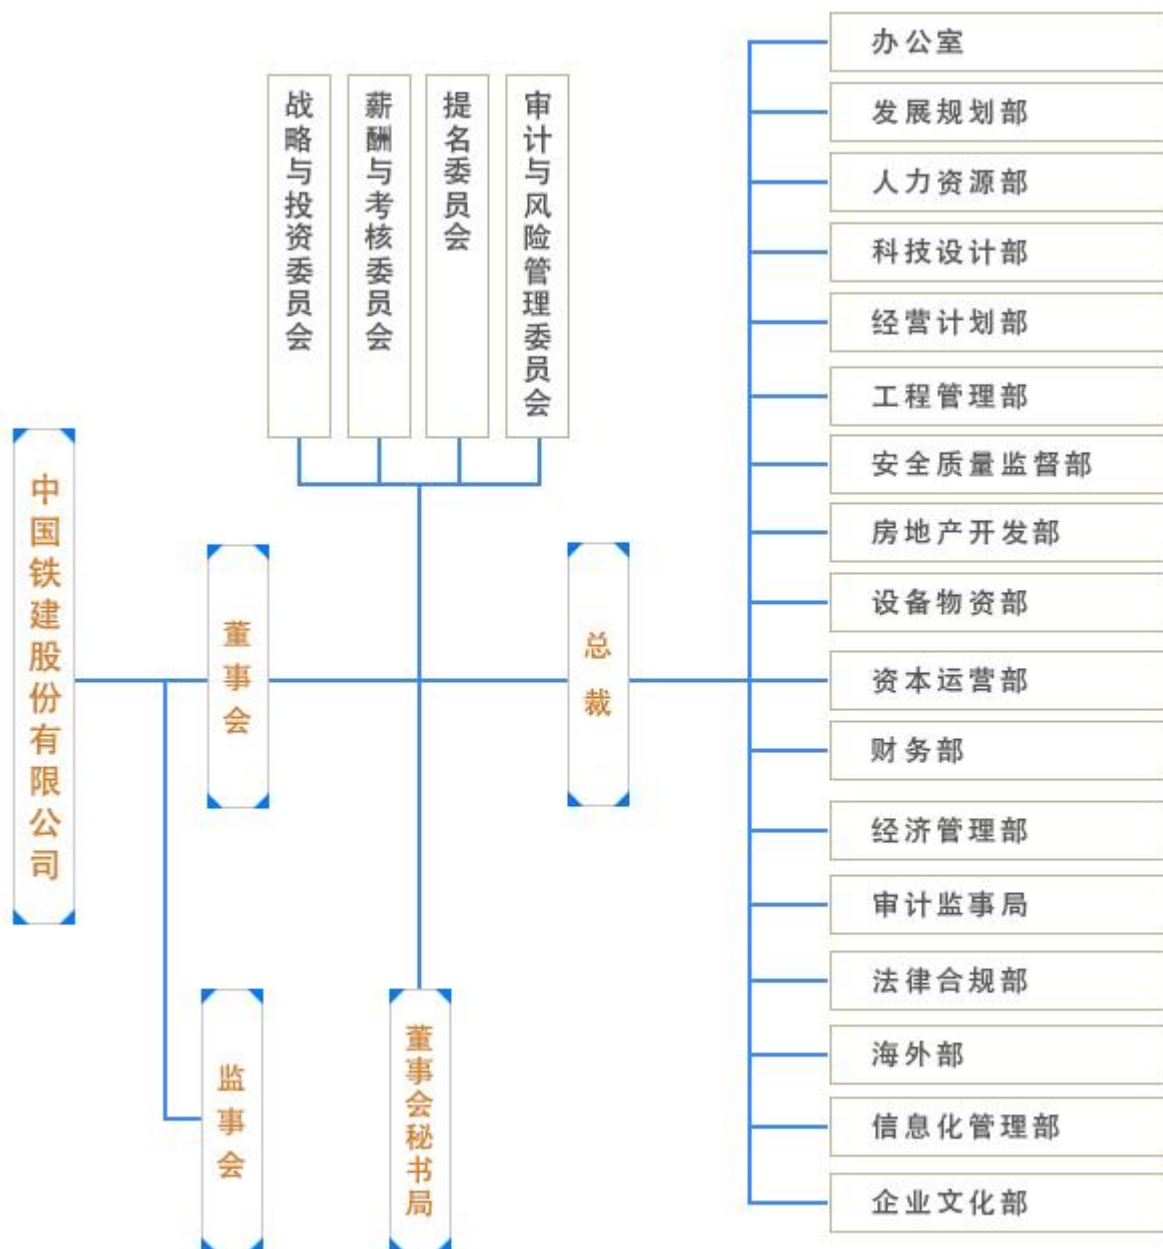 中国铁建股份有限公司
董事会
监事会
战略与投资委员会
薪酬与考核委员会
提名委员会
审计与风险管理委员会
董事会秘书局
总裁
办公室
发展规划部
人力资源部
科技设计部
经营计划部
工程管理部
安全质量监督部
房地产开发部
设备物资部
资本运营部
财务部
经济管理部
审计监事局
法律合规部
海外部
信息化管理部
企业文化部